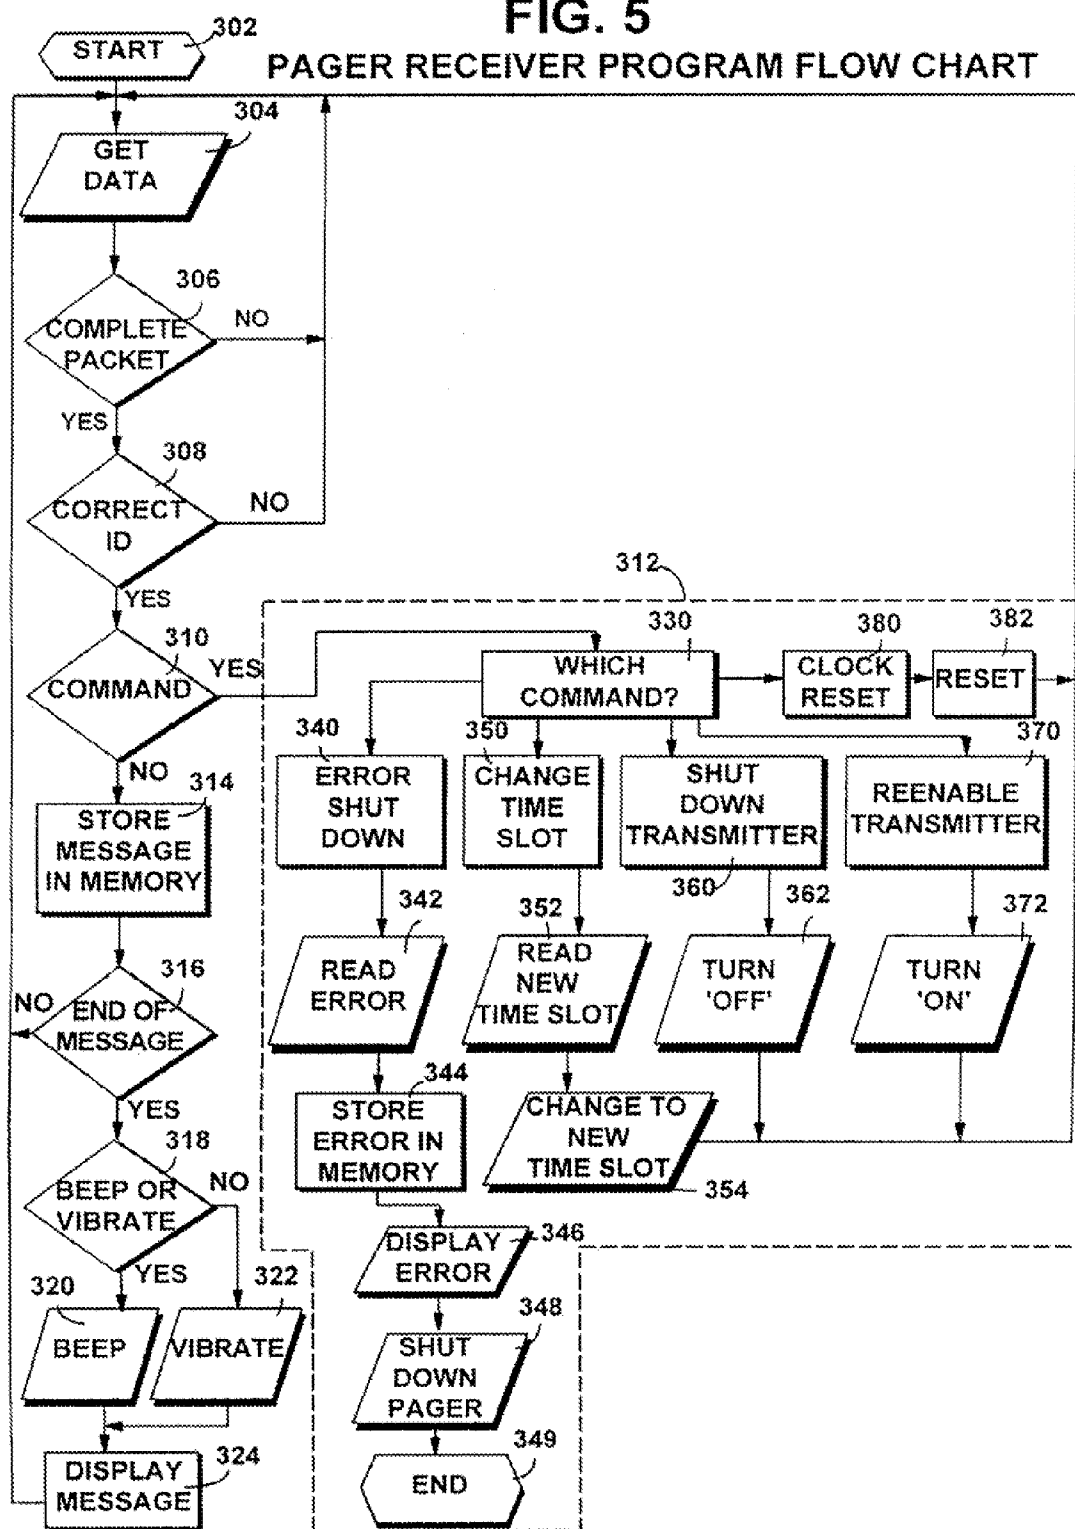 FIG. 5
PAGER RECEIVER PROGRAM FLOW CHART
START
302
GET
DATA
304
COMPLETE
PACKET
306
NO
YES
CORRECT
ID
308
NO
YES
COMMAND
310
YES
NO
STORE
MESSAGE
IN MEMORY
314
END OF
MESSAGE
316
NO
YES
BEEP OR
VIBRATE
318
NO
YES
320
BEEP
322
VIBRATE
DISPLAY
MESSAGE
324
312
WHICH
COMMAND?
330
CLOCK
RESET
380
RESET
382
340
ERROR
SHUT
DOWN
350
CHANGE
TIME
SLOT
SHUT
DOWN
TRANSMITTER
360
370
REENABLE
TRANSMITTER
342
READ
ERROR
352
READ
NEW
TIME SLOT
362
TURN
'OFF'
372
TURN
'ON'
344
STORE
ERROR IN
MEMORY
CHANGE TO
NEW
TIME SLOT
354
DISPLAY
ERROR
346
SHUT
DOWN
PAGER
348
END
349